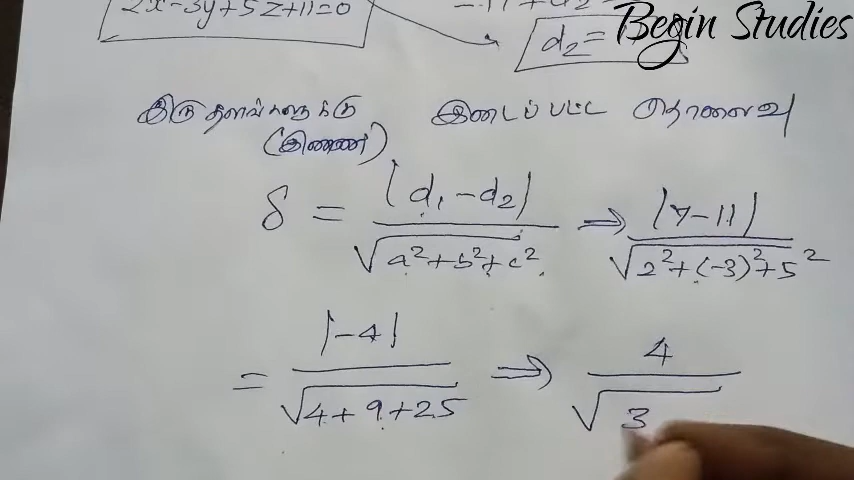 2x-3y+5z+11=0
d₂ =
Begin Studies
இரு தளங்களுக்கு இடைப்பட்ட தொலைவு
(இணை)
δ = |d₁-d₂| / √(a²+b²+c²) ⇒ |7-11| / √(2²+(-3)²+5²)
= |-4| / √(4+9+25) ⇒ 4 / √3